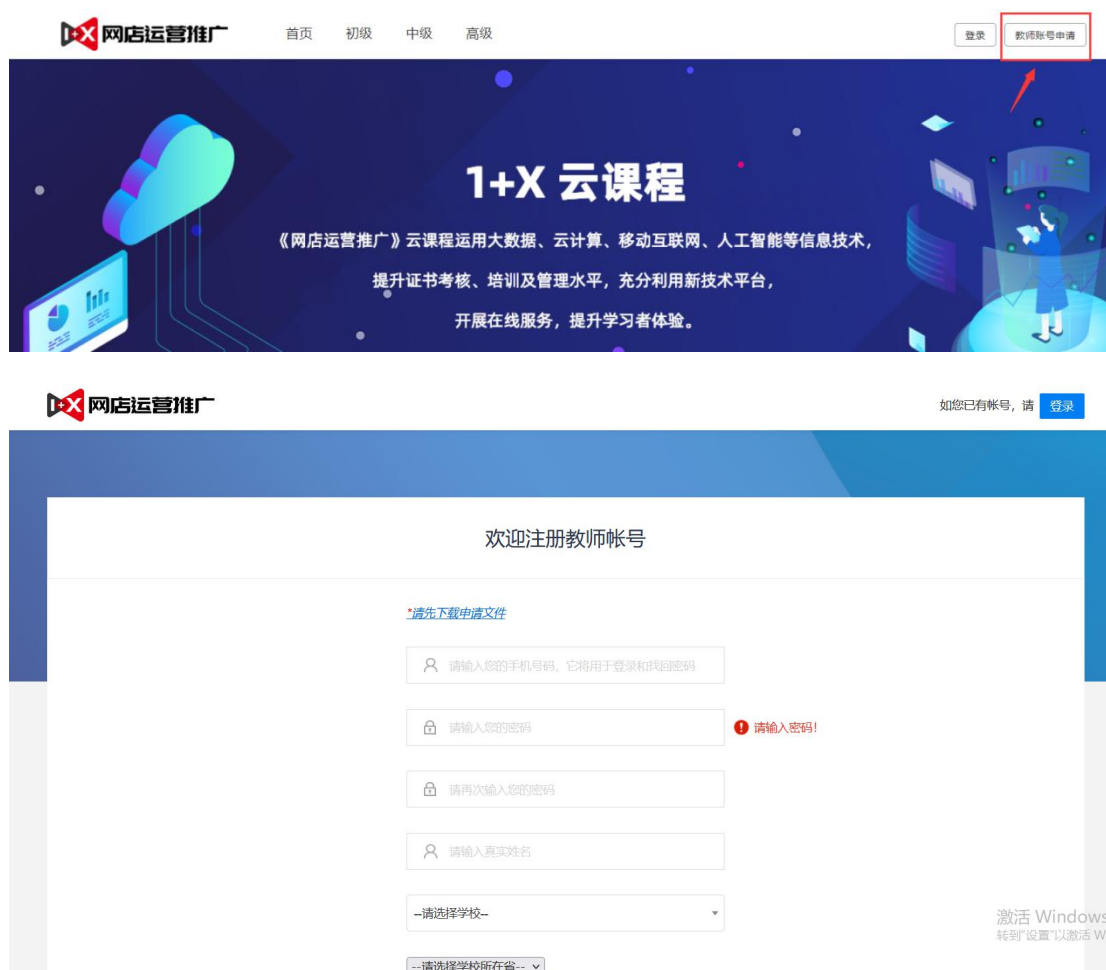 1+X 网店运营推广
首页 初级 中级 高级
登录 教师账号申请
1+X 云课程
《网店运营推广》云课程运用大数据、云计算、移动互联网、人工智能等信息技术，
提升证书考核、培训及管理水平，充分利用新技术平台，
开展在线服务，提升学习者体验。
1+X 网店运营推广
如您已有帐号，请 登录
欢迎注册教师帐号
*请先下载申请文件
请输入您的手机号码，它将用于登录和找回密码
请输入您的密码
请输入密码!
请再次输入您的密码
请输入真实姓名
--请选择学校--
激活 Windows
转到"设置"以激活 W
--请选择学校所在省--